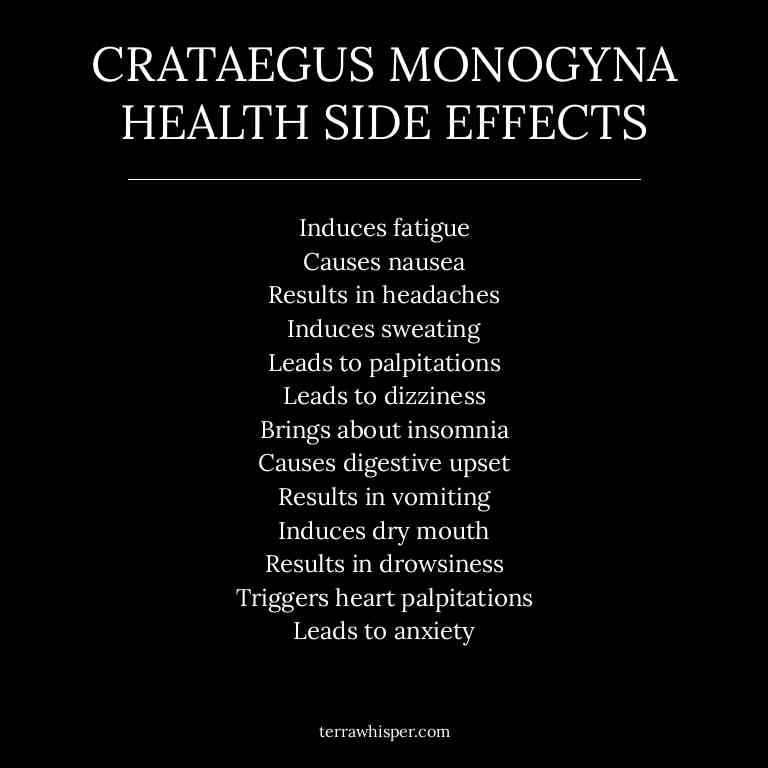 CRATAEGUS MONOGYNA
HEALTH SIDE EFFECTS
Induces fatigue
Causes nausea
Results in headaches
Induces sweating
Leads to palpitations
Leads to dizziness
Brings about insomnia
Causes digestive upset
Results in vomiting
Induces dry mouth
Results in drowsiness
Triggers heart palpitations
Leads to anxiety
terrawhisper.com